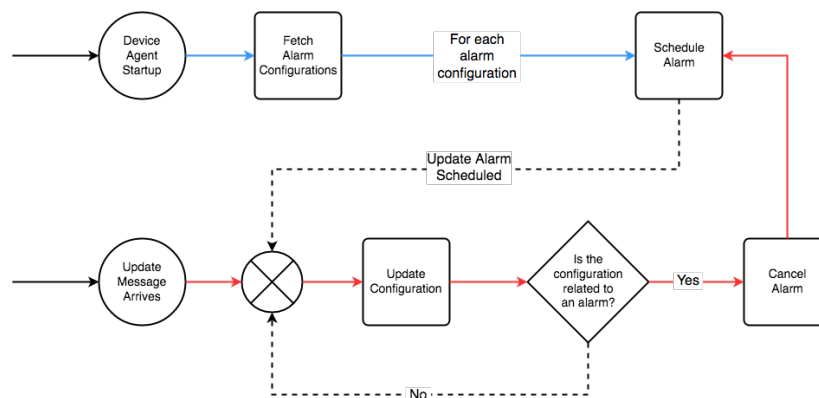 Device
Agent
Startup
Fetch
Alarm
Configurations
For each
alarm
configuration
Schedule
Alarm
Update Alarm
Scheduled
Update
Message
Arrives
Update
Configuration
Is the
configuration
related to
an alarm?
Yes
Cancel
Alarm
No